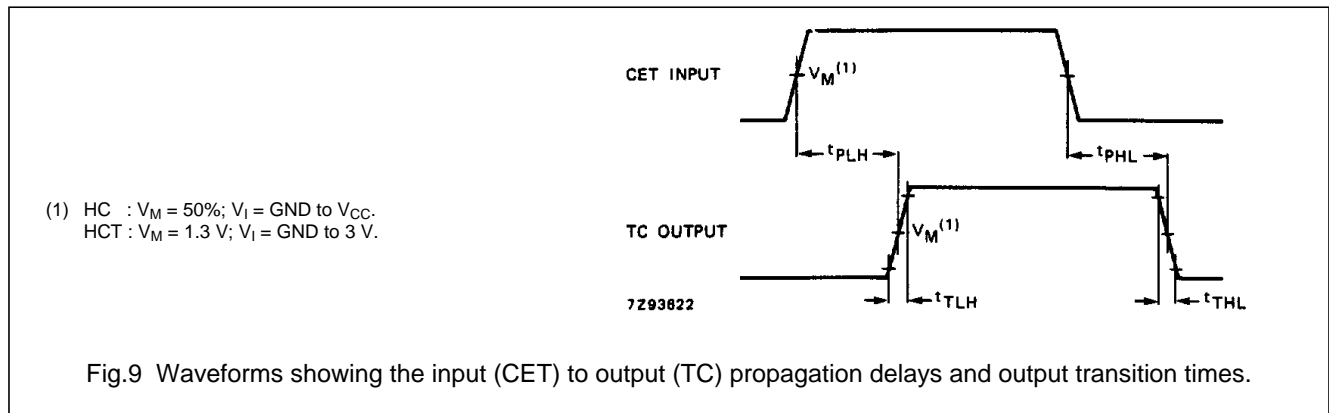 CET INPUT
V_M(1)
t_PLH
t_PHL
(1) HC : V_M = 50%; V_I = GND to V_CC.
HCT : V_M = 1.3 V; V_I = GND to 3 V.
TC OUTPUT
V_M(1)
7Z93822
t_TLH
t_THL
Fig.9 Waveforms showing the input (CET) to output (TC) propagation delays and output transition times.